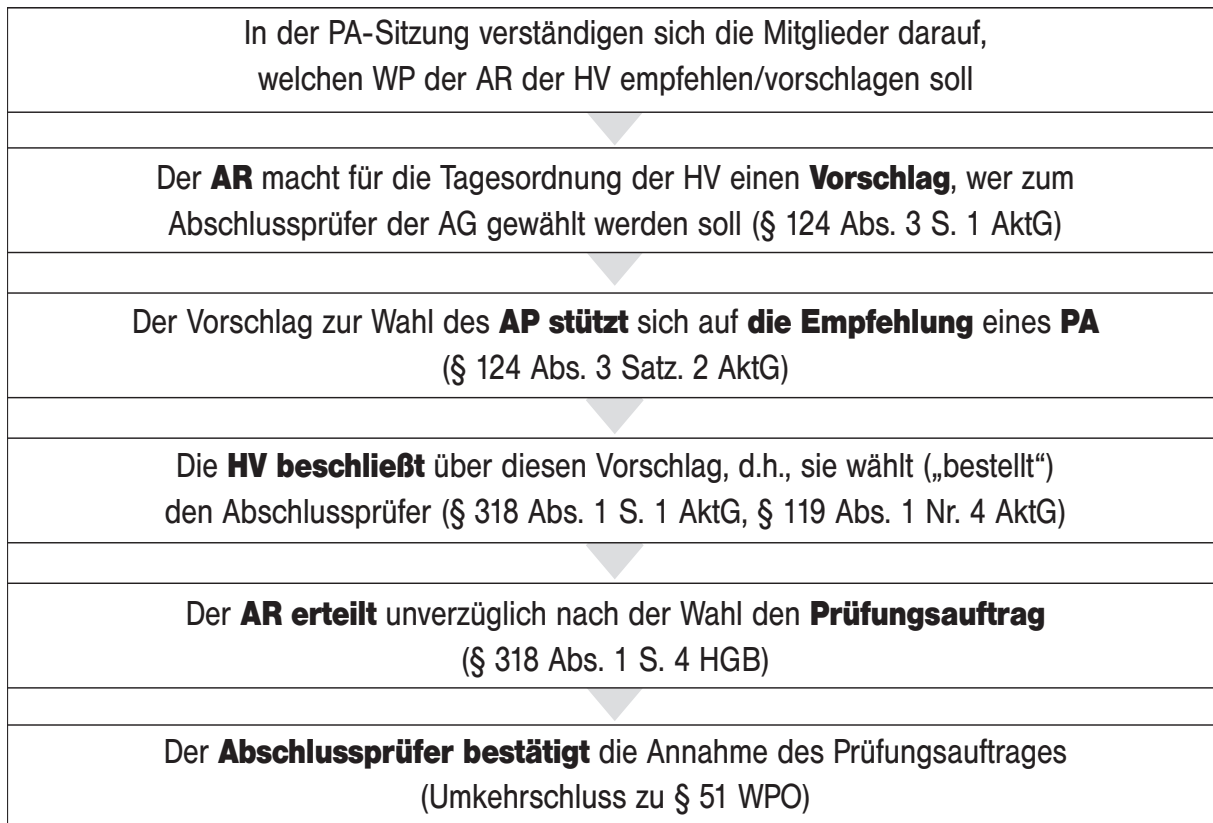 In der PA-Sitzung verständigen sich die Mitglieder darauf,
welchen WP der AR der HV empfehlen/vorschlagen soll
Der AR macht für die Tagesordnung der HV einen Vorschlag, wer zum
Abschlussprüfer der AG gewählt werden soll (§ 124 Abs. 3 S. 1 AktG)
Der Vorschlag zur Wahl des AP stützt sich auf die Empfehlung eines PA
(§ 124 Abs. 3 Satz. 2 AktG)
Die HV beschließt über diesen Vorschlag, d.h., sie wählt („bestellt“)
den Abschlussprüfer (§ 318 Abs. 1 S. 1 AktG, § 119 Abs. 1 Nr. 4 AktG)
Der AR erteilt unverzüglich nach der Wahl den Prüfungsauftrag
(§ 318 Abs. 1 S. 4 HGB)
Der Abschlussprüfer bestätigt die Annahme des Prüfungsauftrages
(Umkehrschluss zu § 51 WPO)